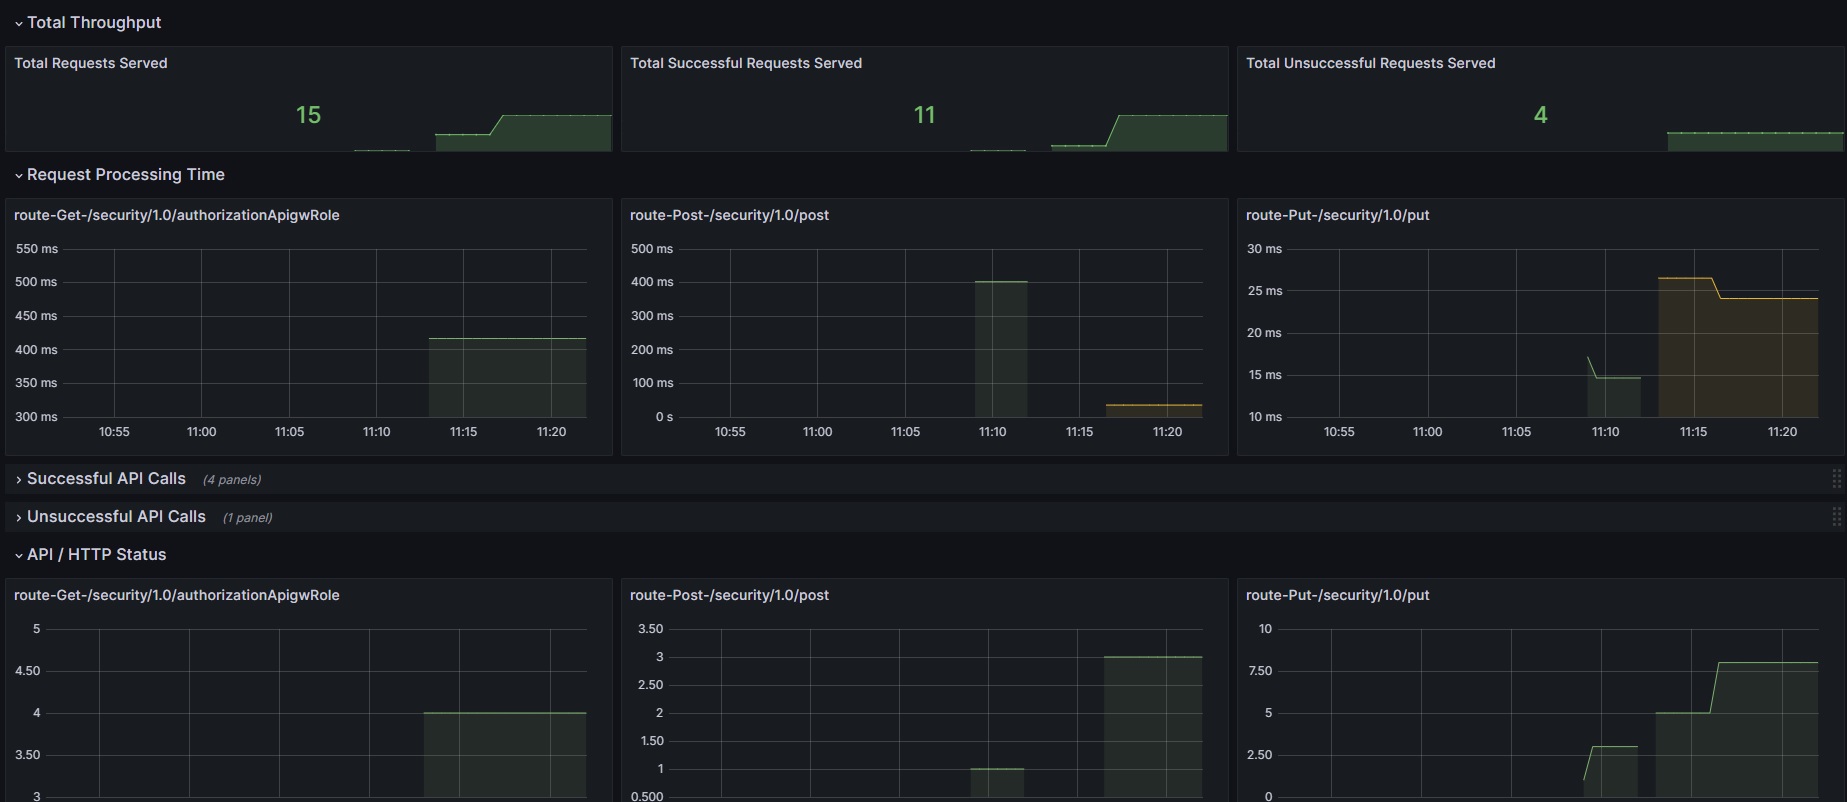 Total Throughput
Total Requests Served
15
Total Successful Requests Served
11
Total Unsuccessful Requests Served
4
Request Processing Time
route-Get-/security/1.0/authorizationApigwRole
550 ms
500 ms
450 ms
400 ms
350 ms
300 ms
10:55 11:00 11:05 11:10 11:15 11:20
route-Post-/security/1.0/post
500 ms
400 ms
300 ms
200 ms
100 ms
0 s
10:55 11:00 11:05 11:10 11:15 11:20
route-Put-/security/1.0/put
30 ms
25 ms
20 ms
15 ms
10 ms
10:55 11:00 11:05 11:10 11:15 11:20
Successful API Calls (4 panels)
Unsuccessful API Calls (1 panel)
API / HTTP Status
route-Get-/security/1.0/authorizationApigwRole
5
4.50
4
3.50
3
route-Post-/security/1.0/post
3.50
3
2.50
2
1.50
1
0.500
route-Put-/security/1.0/put
10
7.50
5
2.50
0